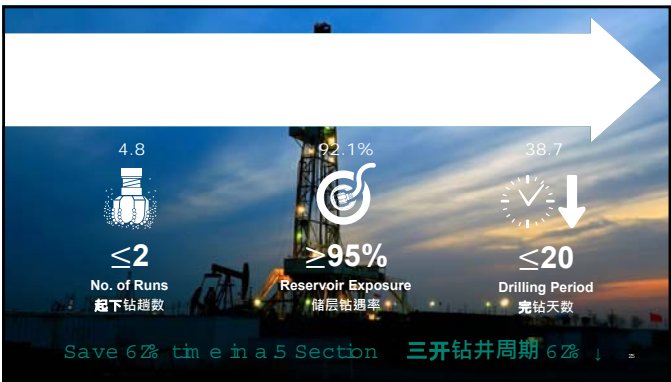 4.8 92.1% 38.7
≤2 ≥95% ≤20
No. of Runs Reservoir Exposure Drilling Period
起下钻趟数 储层钻遇率 完钻天数
Save 62% time in a.5 Section 三开钻井周期 62% ↓
25